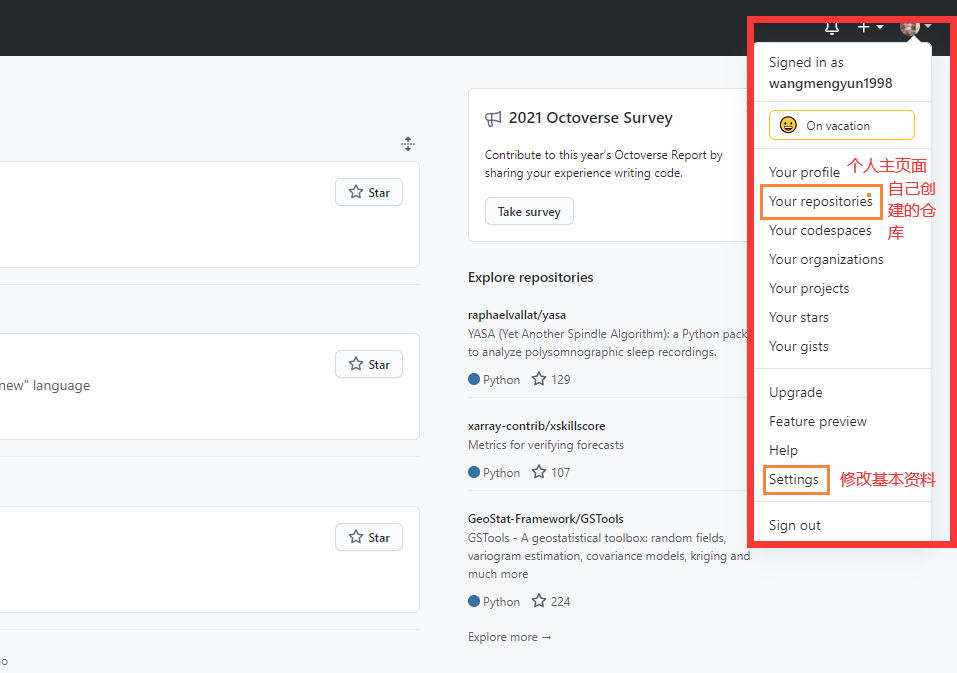 Signed in as
wangmengyun1998
On vacation
Your profile 个人主页面
Your repositories 自己创
建的仓
库
Your codespaces
Your organizations
Your projects
Your stars
Your gists
Upgrade
Feature preview
Help
Settings 修改基本资料
Sign out
2021 Octoverse Survey
Contribute to this year's Octoverse Report by
sharing your experience writing code.
Take survey
Explore repositories
raphaelvallat/yasa
YASA (Yet Another Spindle Algorithm): a Python pack
to analyze polysomnographic sleep recordings.
Python 129
xarray-contrib/xskillscore
Metrics for verifying forecasts
Python 107
GeoStat-Framework/GSTools
GSTools - A geostatistical toolbox: random fields,
variogram estimation, covariance models, kriging and
much more
Python 224
Explore more →
Star
Star
new" language
Star